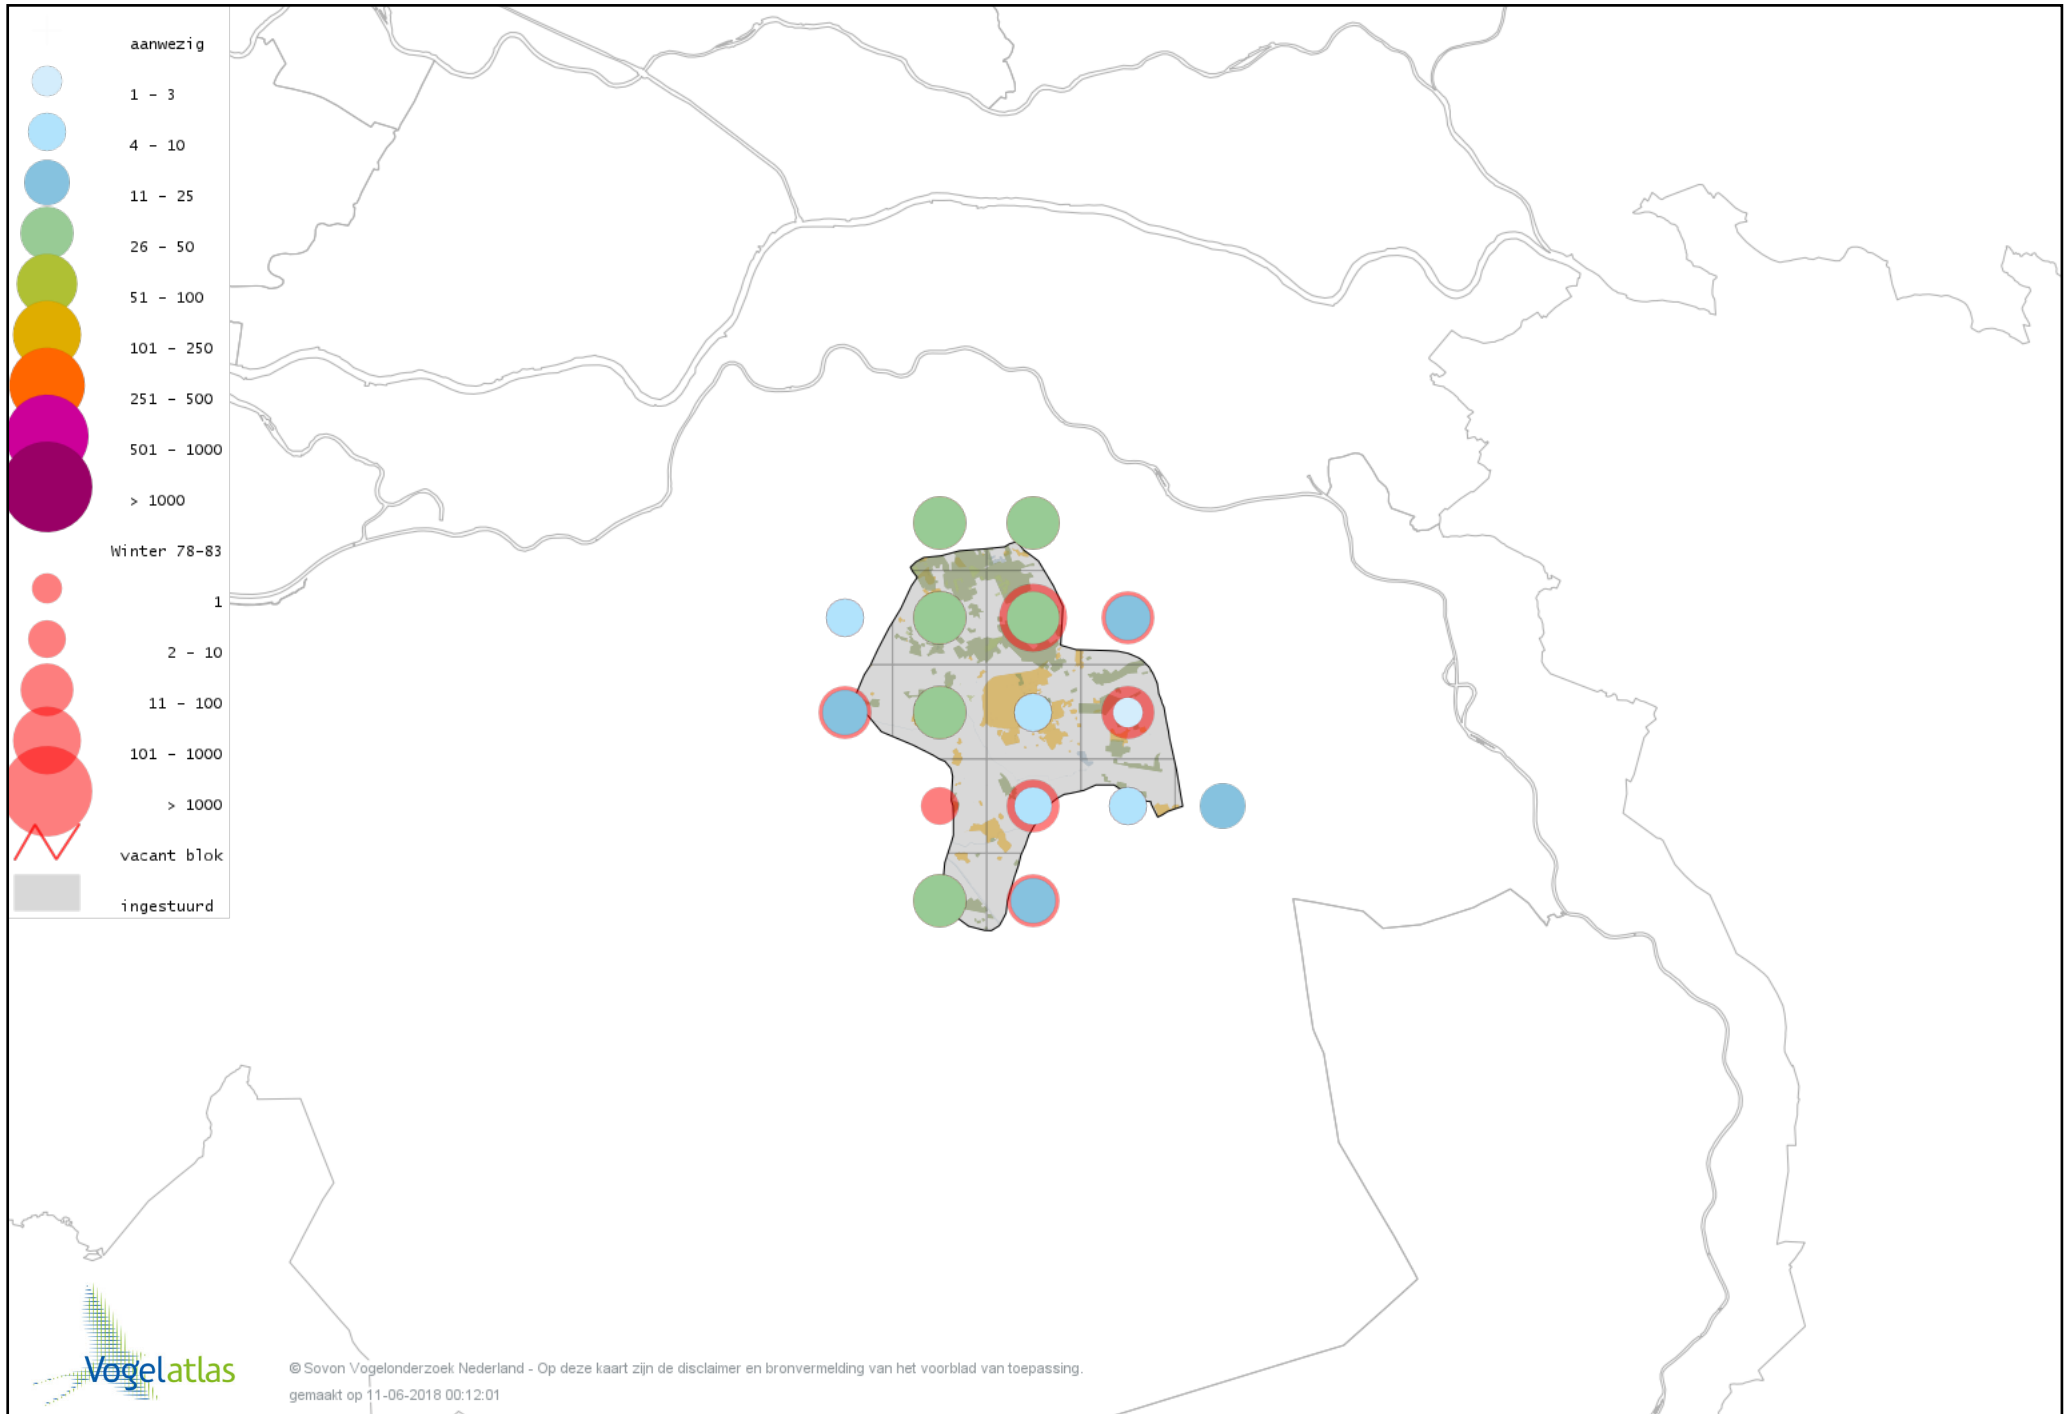 aanwezig
1 - 3
4 - 10
11 - 25
26 - 50
51 - 100
101 - 250
251 - 500
501 - 1000
> 1000
Winter 78-83
1
2 - 10
11 - 100
101 - 1000
> 1000
vacant blok
ingestuurd
Vogelatlas
© Sovon Vogelonderzoek Nederland - Op deze kaart zijn de disclaimer en bronvermelding van het voorblad van toepassing.
gemaakt op 11-06-2018 00:12:01